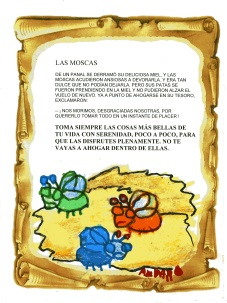 LAS MOSCAS
DE UN PANAL SE DERRAMÓ SU DELICIOSA MIEL, Y LAS
MOSCAS ACUDIERON ANSIOSAS A DEVORARLA. Y ERA TAN
DULCE QUE NO PODÍAN DEJARLA. PERO SUS PATAS SE
FUERON PRENDIENDO EN LA MIEL Y NO PUDIERON ALZAR EL
VUELO DE NUEVO. YA A PUNTO DE AHOGARSE EN SU TESORO,
EXCLAMARON:
-- ¡ NOS MORIMOS, DESGRACIADAS NOSOTRAS, POR
QUERERLO TOMAR TODO EN UN INSTANTE DE PLACER !
TOMA SIEMPRE LAS COSAS MÁS BELLAS DE
TU VIDA CON SERENIDAD, POCO A POCO, PARA
QUE LAS DISFRUTES PLENAMENTE. NO TE
VAYAS A AHOGAR DENTRO DE ELLAS.